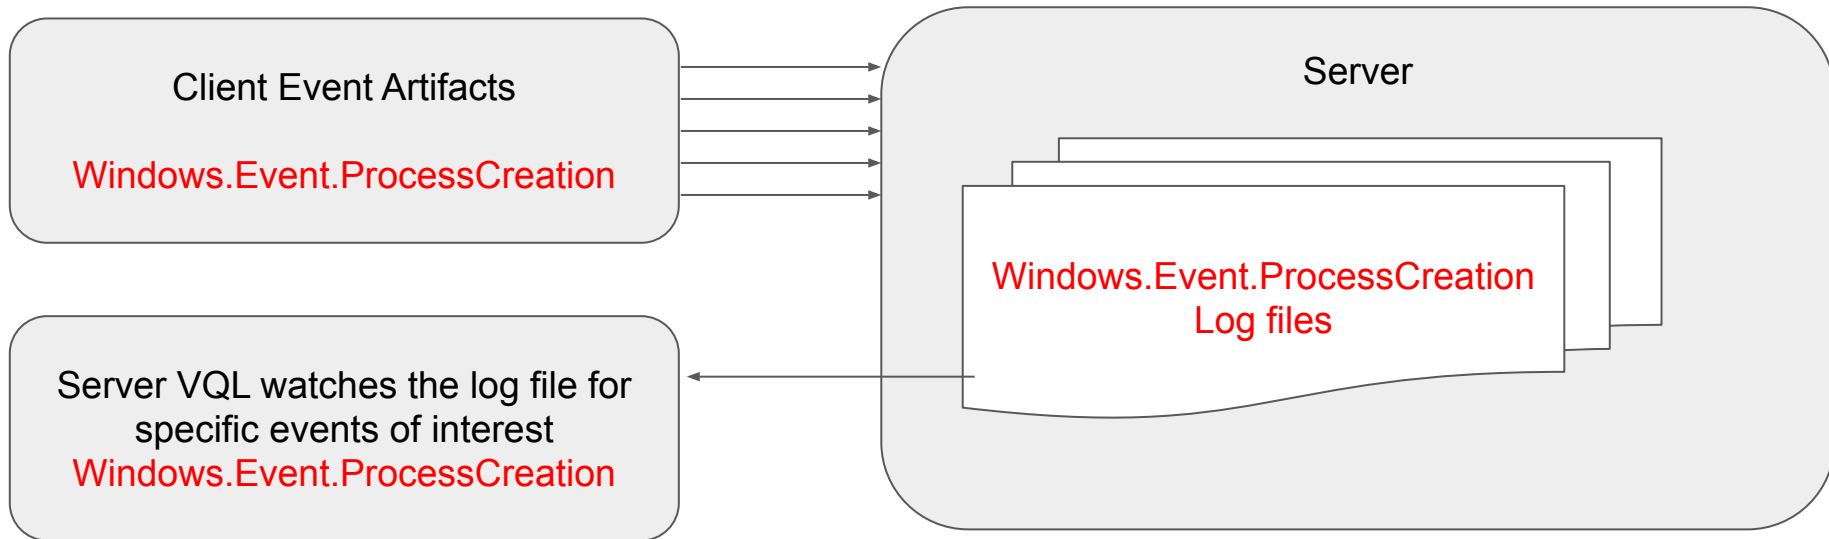 Client Event Artifacts
Windows.Event.ProcessCreation
Server
Windows.Event.ProcessCreation
Log files
Server VQL watches the log file for
specific events of interest
Windows.Event.ProcessCreation